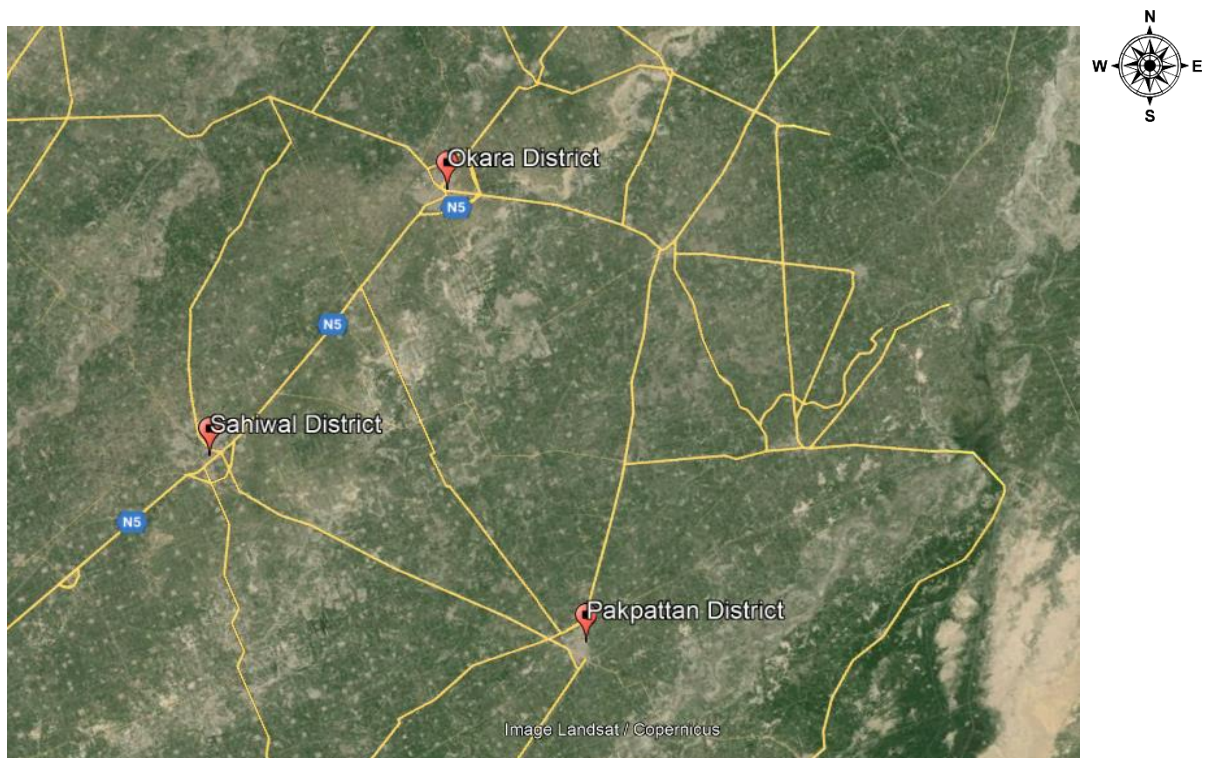 N
W E
S
Okara District
N5
N5
Sahiwal District
N5
Pakpattan District
Image Landsat / Copernicus